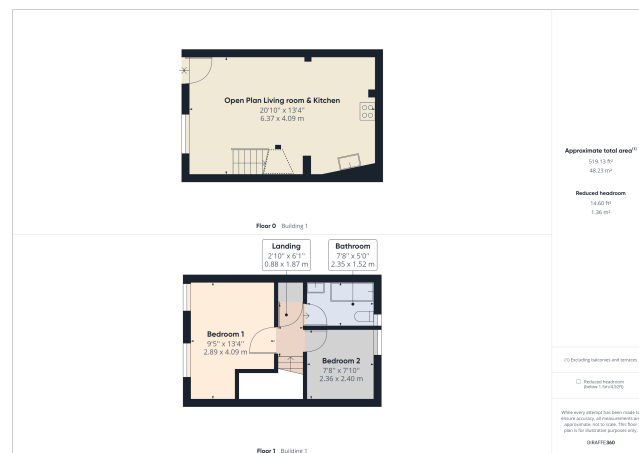 Open Plan Living room & Kitchen
20'10" x 13'4"
6.37 x 4.09 m
Floor 0 Building 1
Landing
2'10" x 6'1"
0.88 x 1.87 m
Bathroom
7'8" x 5'0"
2.35 x 1.52 m
Bedroom 1
9'5" x 13'4"
2.89 x 4.09 m
Bedroom 2
7'8" x 7'10"
2.36 x 2.40 m
Floor 1 Building 1
Approximate total area(1)
519.13 ft²
48.23 m²
Reduced headroom
14.60 ft²
1.36 m²
(1) Excluding balconies and terraces
Reduced headroom
(below 1.5m/4.92ft)
While every attempt has been made to
ensure accuracy, all measurements are
approximate, not to scale. This floor
plan is for illustrative purposes only.
GIRAFFE360